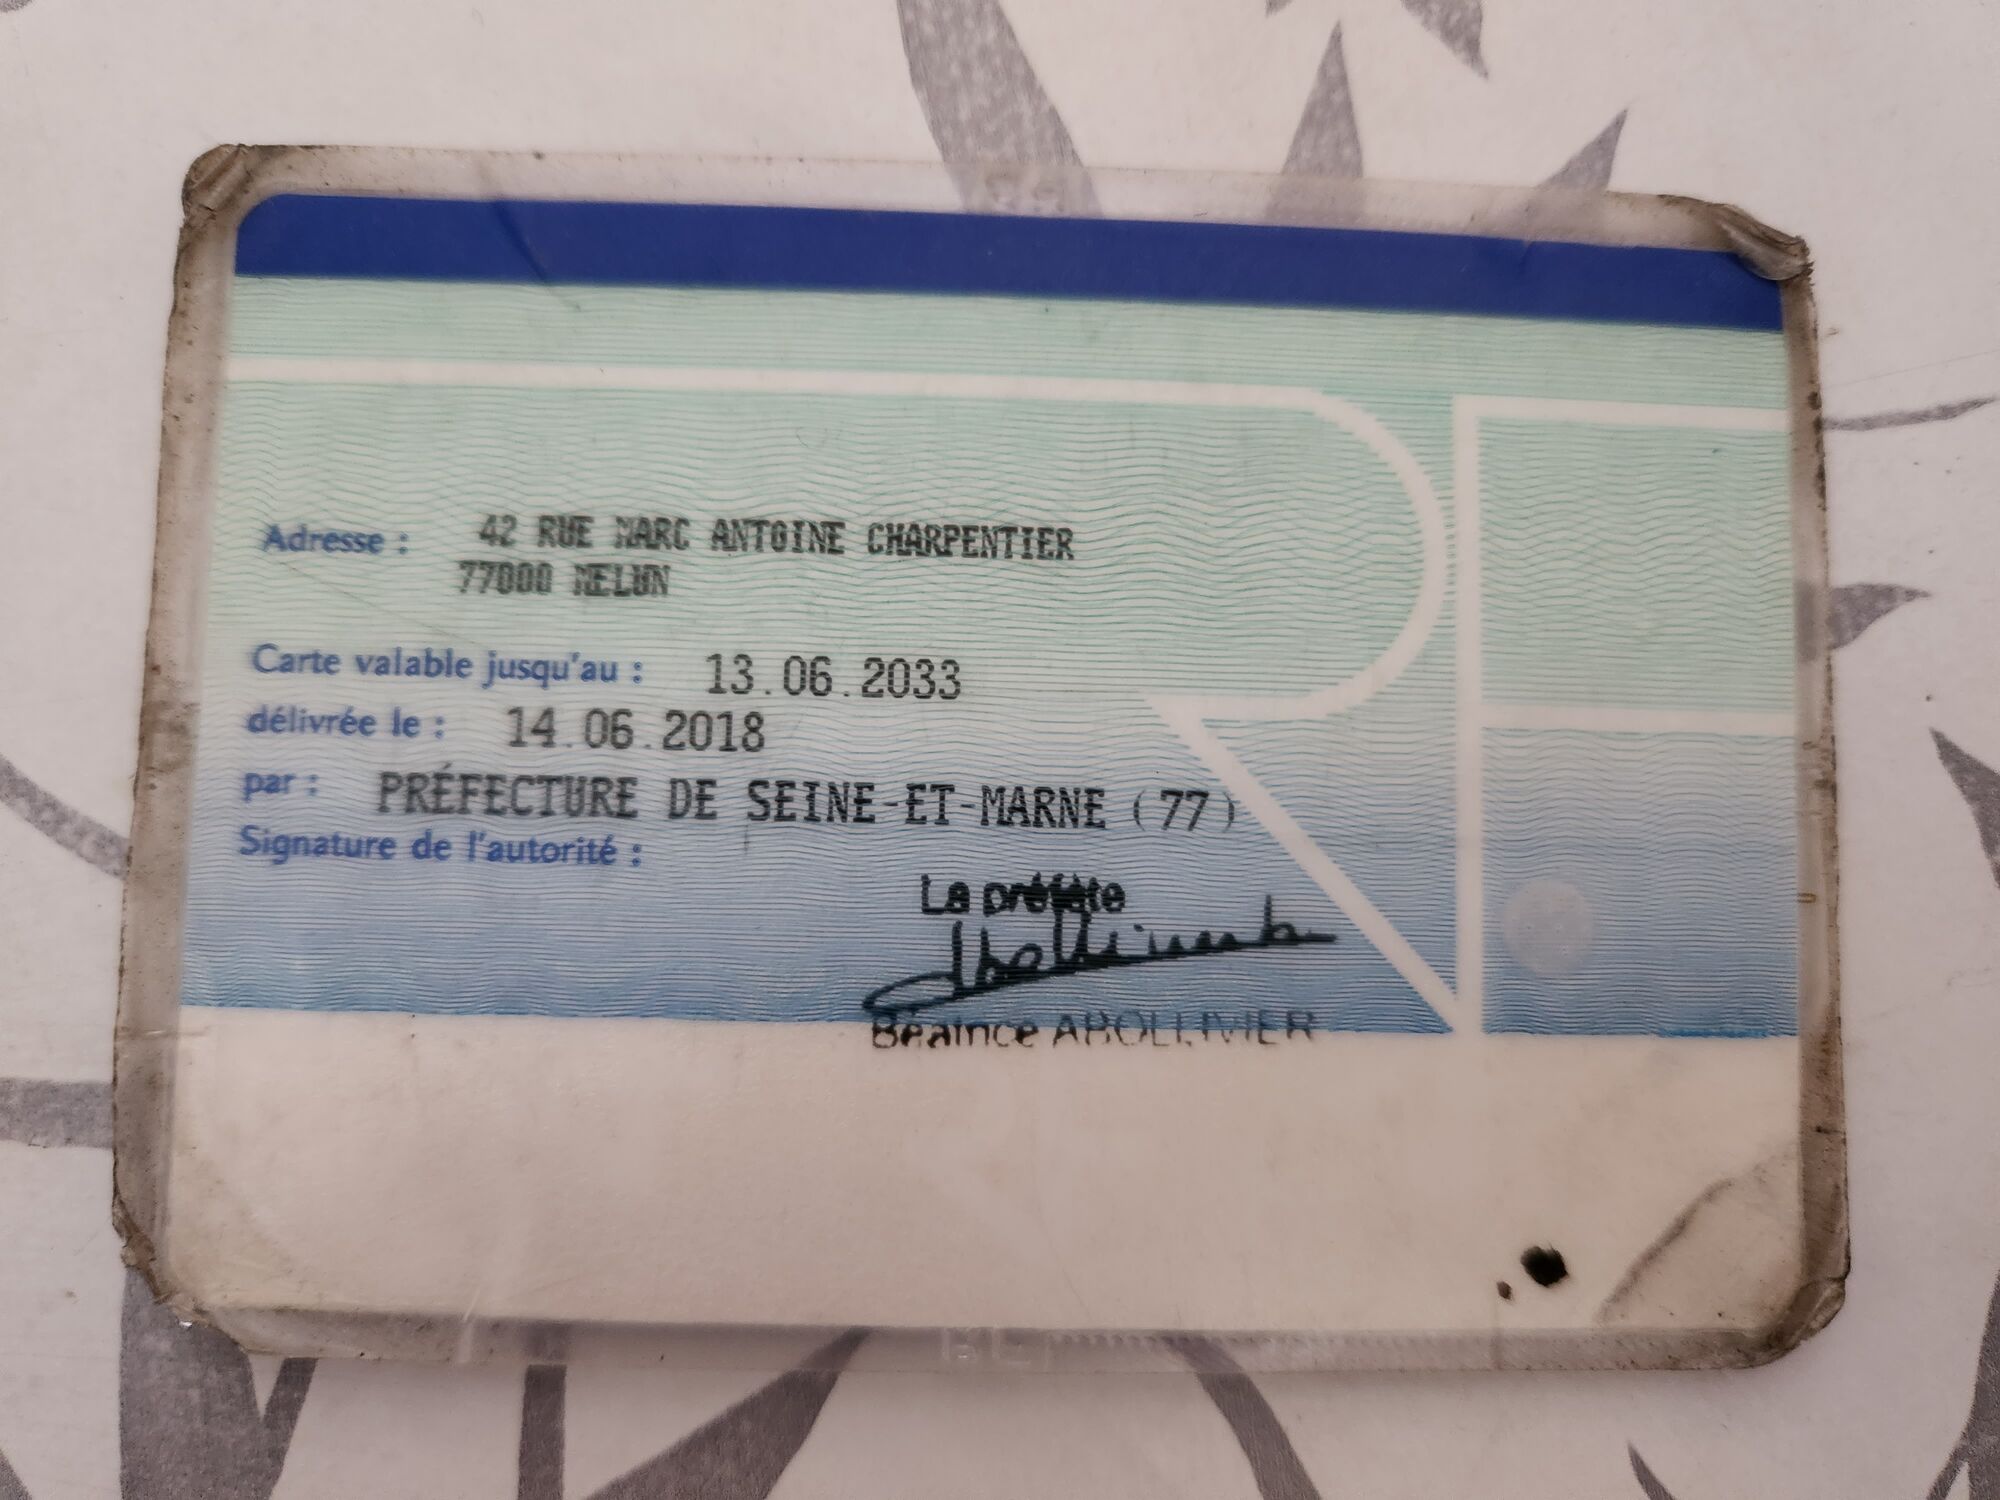 Adresse : 42 RUE MARC ANTOINE CHARPENTIER
77000 MELUN
Carte valable jusqu'au : 13.06.2033
délivrée le : 14.06.2018
par : PRÉFECTURE DE SEINE-ET-MARNE (77)
Signature de l'autorité :
La préfète
Béatrice ABOLLIVIER
RF